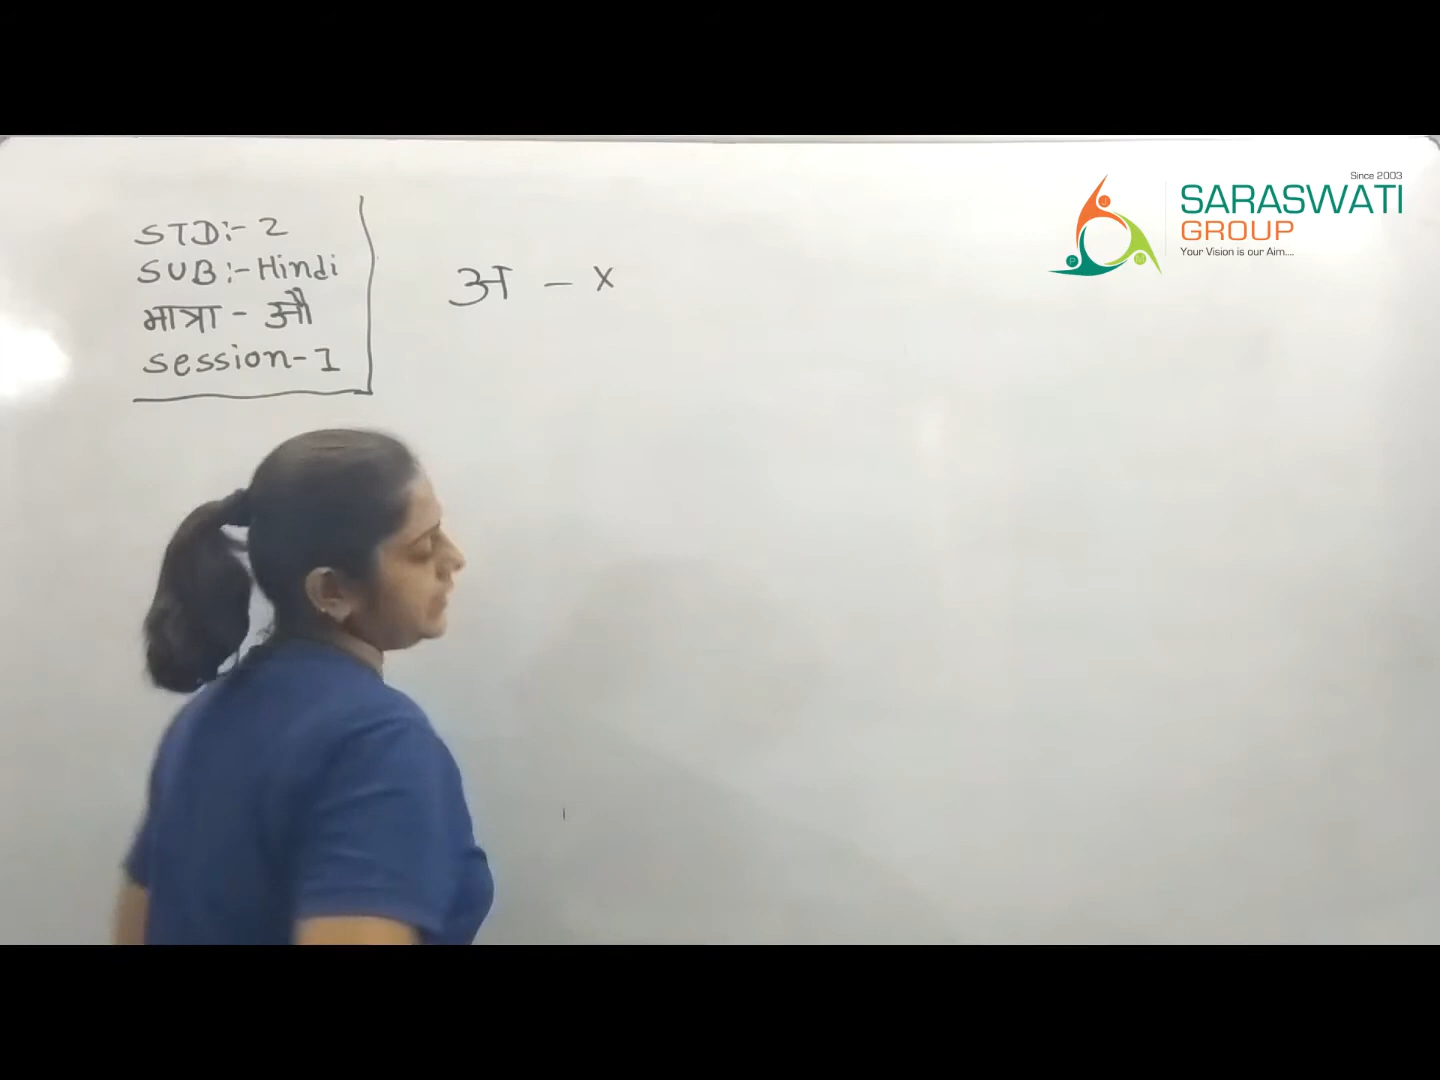 STD:- 2
SUB:- Hindi
मात्रा - औ
session-1
अ - x
Since 2003
SARASWATI
GROUP
Your Vision is our Aim....
J
P
M